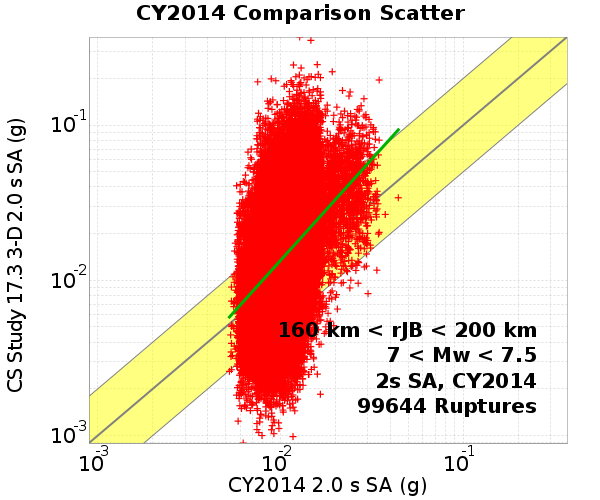 CY2014 Comparison Scatter
CS Study 17.3 3-D 2.0 s SA (g)
10-1
10-2
10-3
160 km < rJB < 200 km
7 < Mw < 7.5
2s SA, CY2014
99644 Ruptures
10-3 10-2 10-1
CY2014 2.0 s SA (g)